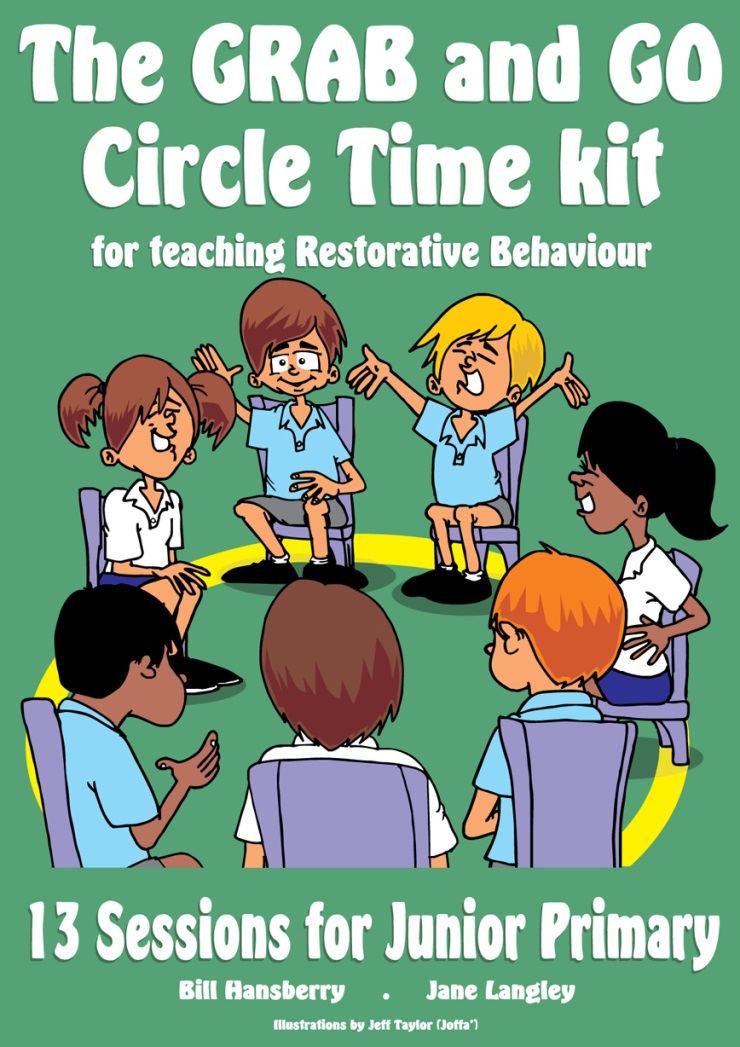 The GRAB and GO
Circle Time kit
for teaching Restorative Behaviour
13 Sessions for Junior Primary
Bill Hansberry . Jane Langley
Illustrations by Jeff Taylor (Joffa*)